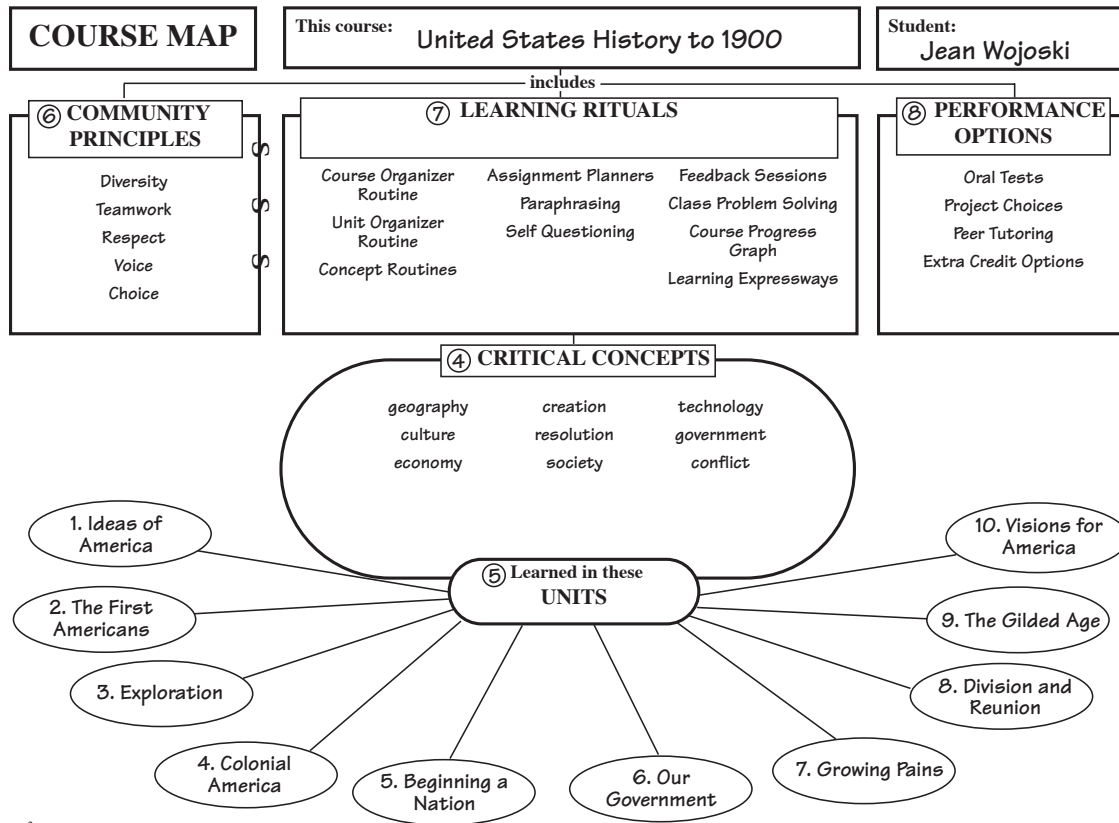 COURSE MAP
This course:
United States History to 1900
Student:
Jean Wojoski
includes
⑥ COMMUNITY
PRINCIPLES
Diversity
Teamwork
Respect
Voice
Choice
S
S
S
⑦ LEARNING RITUALS
Course Organizer
Routine
Unit Organizer
Routine
Concept Routines
Assignment Planners
Paraphrasing
Self Questioning
Feedback Sessions
Class Problem Solving
Course Progress
Graph
Learning Expressways
⑧ PERFORMANCE
OPTIONS
Oral Tests
Project Choices
Peer Tutoring
Extra Credit Options
④ CRITICAL CONCEPTS
geography
culture
economy
creation
resolution
society
technology
government
conflict
⑤ Learned in these
UNITS
1. Ideas of
America
2. The First
Americans
3. Exploration
4. Colonial
America
5. Beginning a
Nation
6. Our
Government
7. Growing Pains
8. Division and
Reunion
9. The Gilded Age
10. Visions for
America